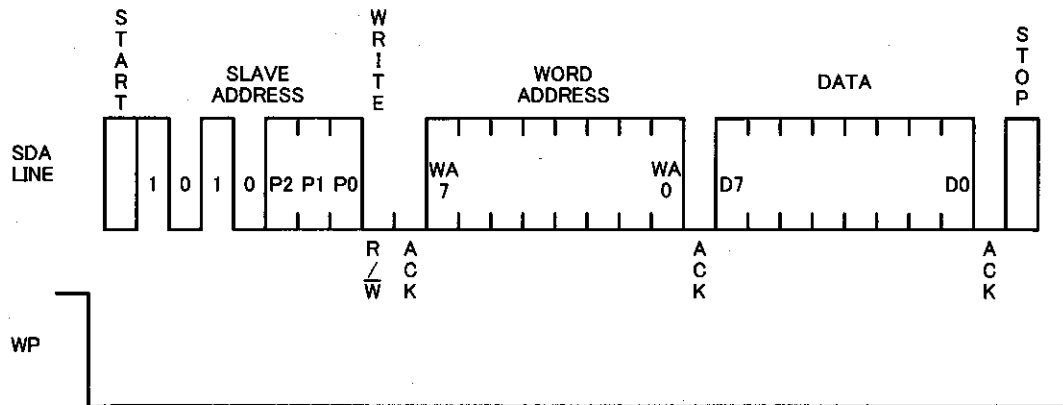 START
SLAVE
ADDRESS
WRITE
WORD
ADDRESS
DATA
STOP
SDA
LINE
1 0 1 0 P2 P1 P0
WA
7
WA
0
D7
D0
R/W̅
ACK
ACK
ACK
WP